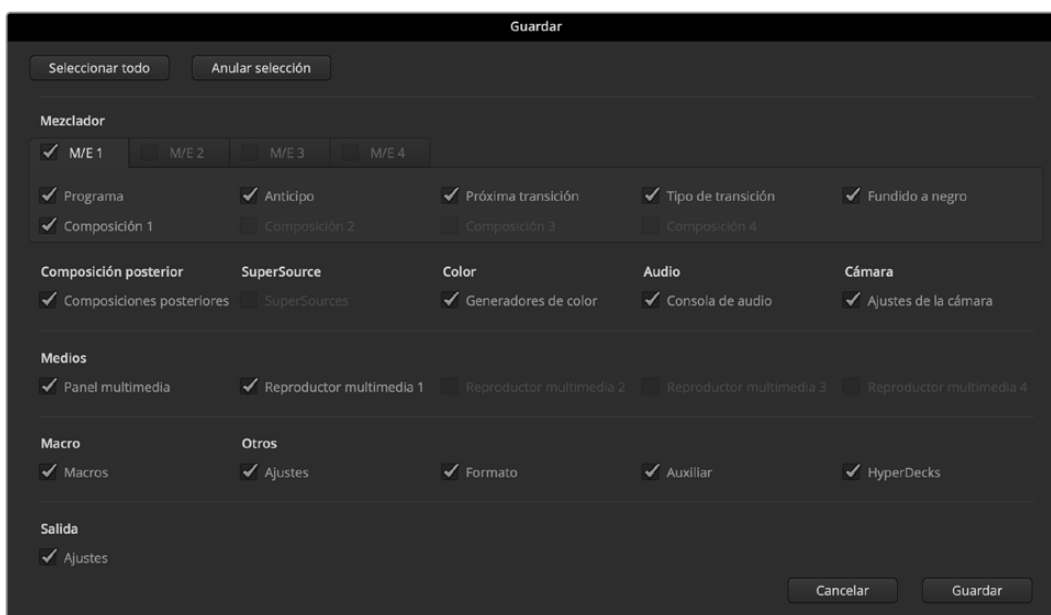 Guardar
Seleccionar todo Anular selección
Mezclador
M/E 1 M/E 2 M/E 3 M/E 4
Programa Anticipo Próxima transición Tipo de transición Fundido a negro
Composición 1 Composición 2 Composición 3 Composición 4
Composición posterior SuperSource Color Audio Cámara
Composiciones posteriores SuperSources Generadores de color Consola de audio Ajustes de la cámara
Medios
Panel multimedia Reproductor multimedia 1 Reproductor multimedia 2 Reproductor multimedia 3 Reproductor multimedia 4
Macro Otros
Macros Ajustes Formato Auxiliar HyperDecks
Salida
Ajustes
Cancelar Guardar